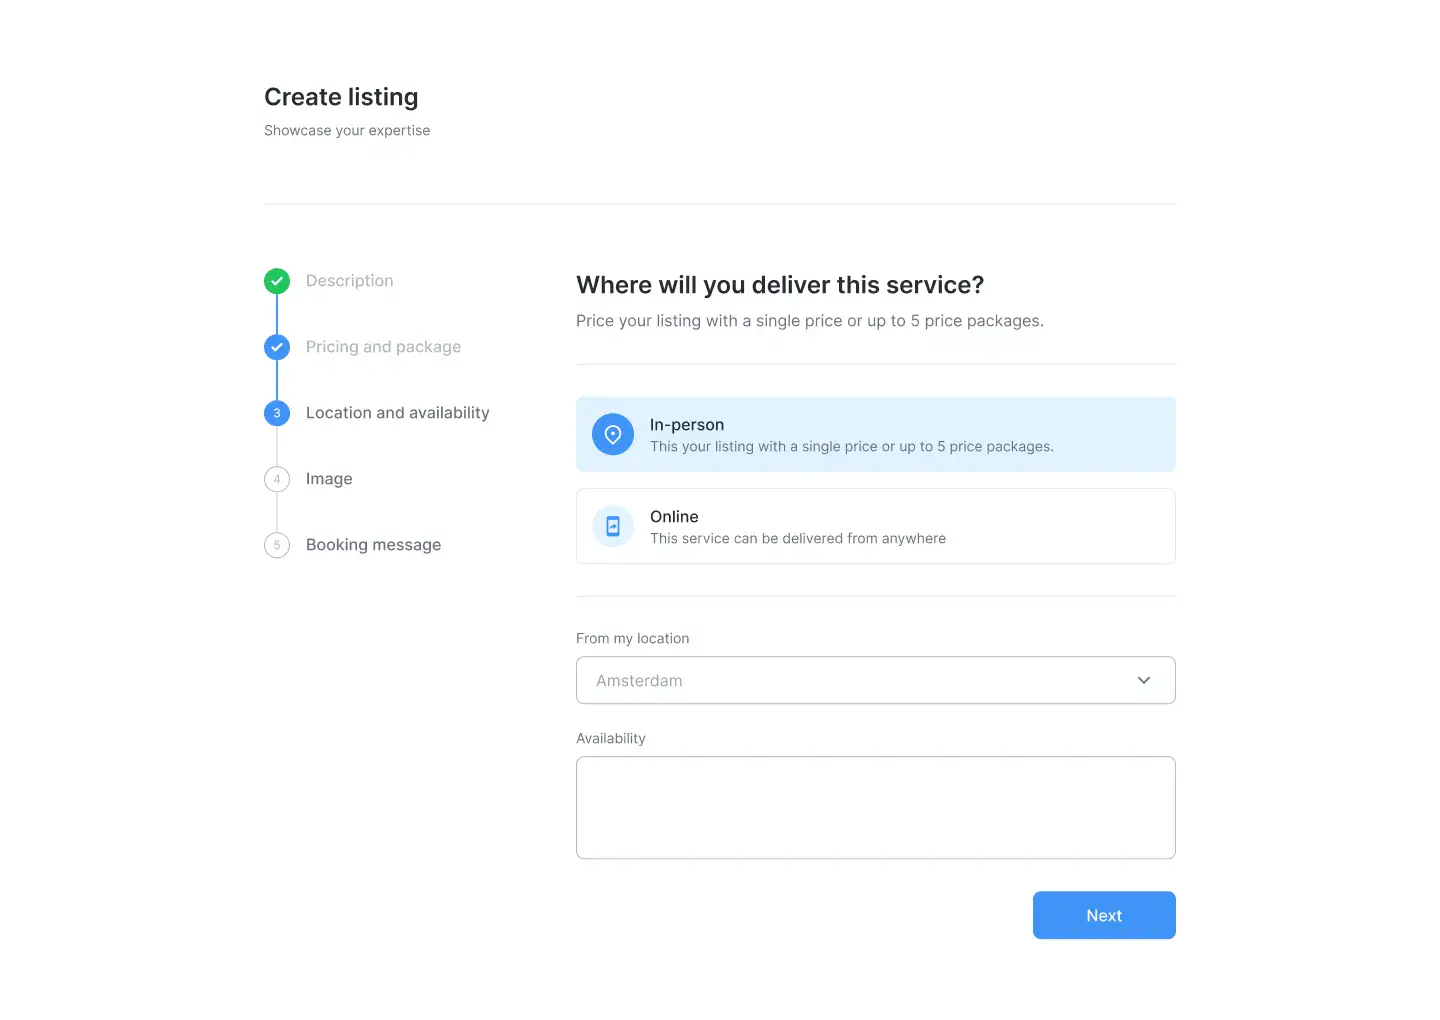 Create listing
Showcase your expertise
Description
Pricing and package
3 Location and availability
4 Image
5 Booking message
Where will you deliver this service?
Price your listing with a single price or up to 5 price packages.
In-person
This your listing with a single price or up to 5 price packages.
Online
This service can be delivered from anywhere
From my location
Amsterdam
Availability
Next